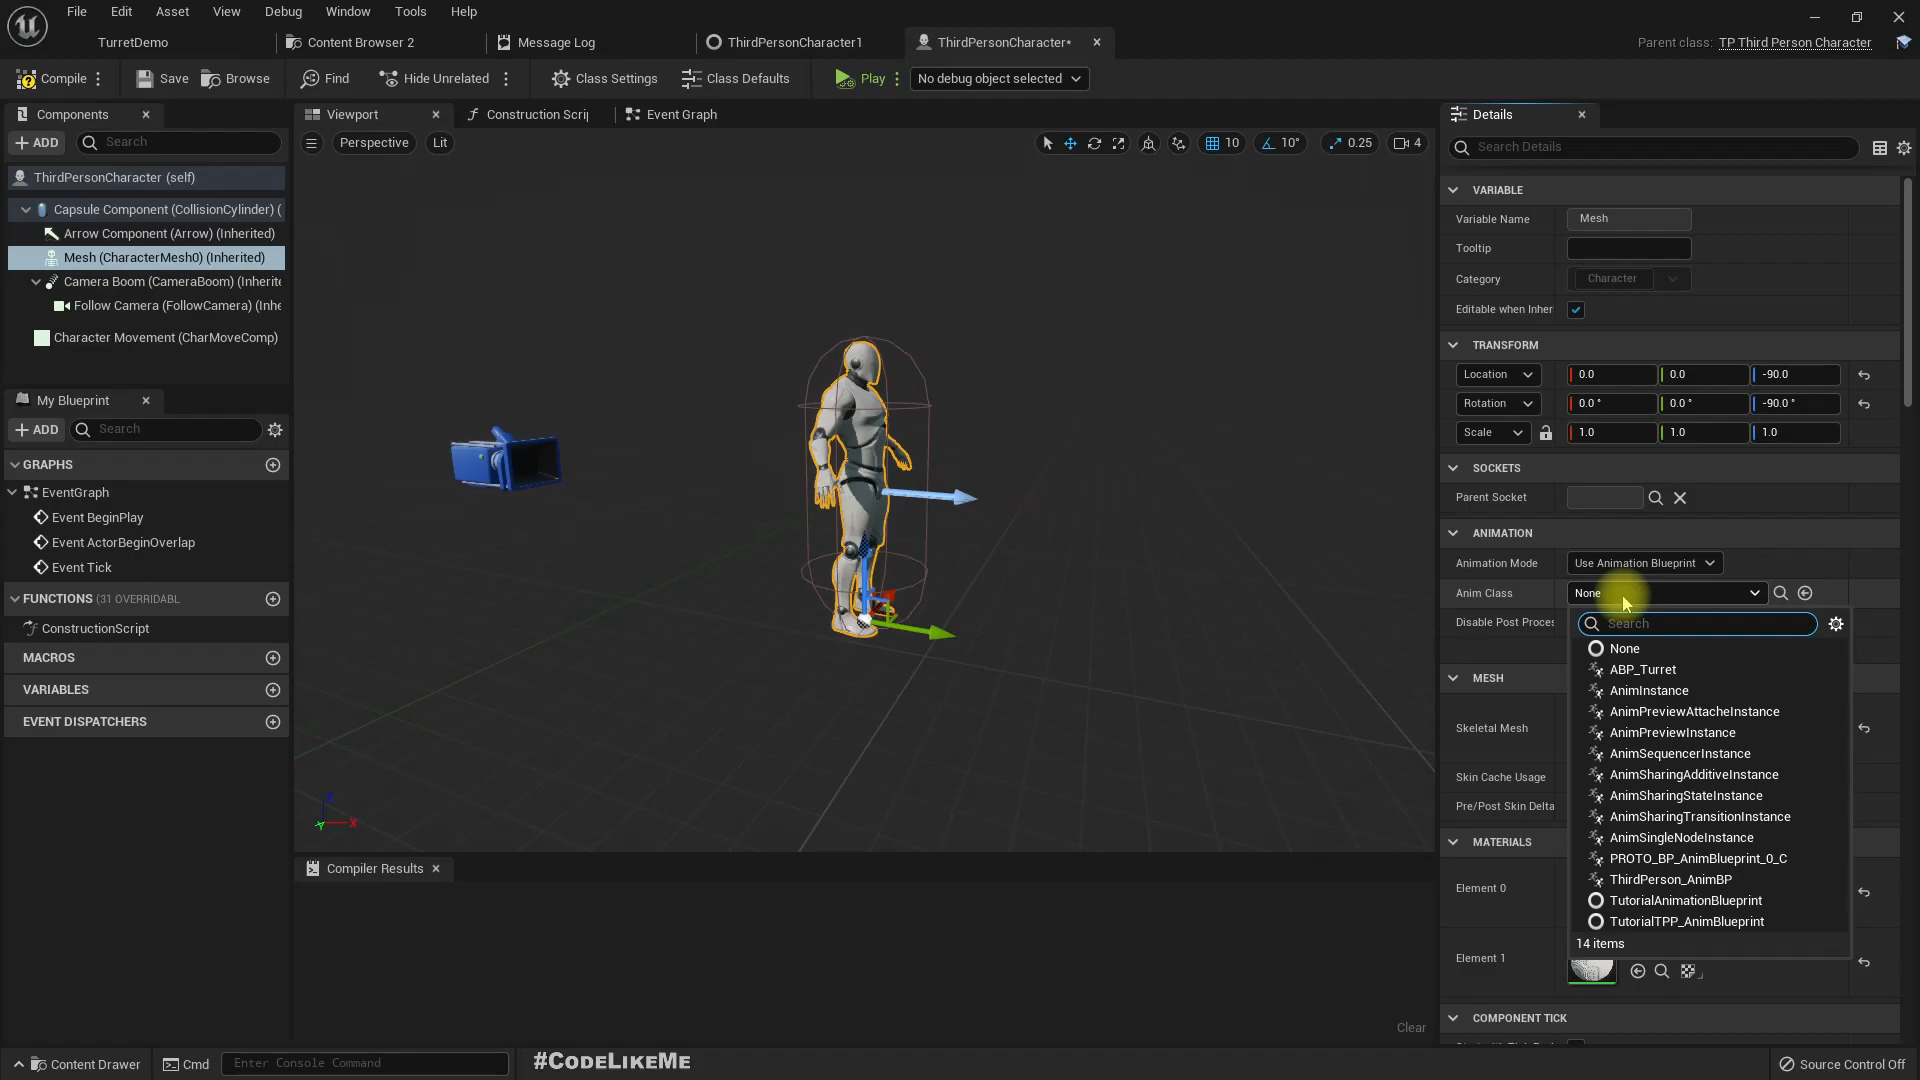 File Edit Asset View Debug Window Tools Help
TurretDemo Content Browser 2 Message Log ThirdPersonCharacter1 ThirdPersonCharacter* Parent class: TP Third Person Character
Compile Save Browse Find Hide Unrelated Class Settings Class Defaults Play No debug object selected
Components Viewport Construction Scrip Event Graph Details
ADD Search Perspective Lit 10 10° 0.25 4 Search Details
ThirdPersonCharacter (self)
Capsule Component (CollisionCylinder) (
Arrow Component (Arrow) (Inherited)
Mesh (CharacterMesh0) (Inherited)
Camera Boom (CameraBoom) (Inherite
Follow Camera (FollowCamera) (Inhe
Character Movement (CharMoveComp)
My Blueprint
ADD Search
GRAPHS
EventGraph
Event BeginPlay
Event ActorBeginOverlap
Event Tick
FUNCTIONS (31 OVERRIDABL
ConstructionScript
MACROS
VARIABLES
EVENT DISPATCHERS
Z
Y X
Compiler Results
Clear
VARIABLE
Variable Name Mesh
Tooltip
Category Character
Editable when Inher
TRANSFORM
Location 0.0 0.0 -90.0
Rotation 0.0 ° 0.0 ° -90.0 °
Scale 1.0 1.0 1.0
SOCKETS
Parent Socket
ANIMATION
Animation Mode Use Animation Blueprint
Anim Class None
Disable Post Proces Search
None
ABP_Turret
AnimInstance
AnimPreviewAttacheInstance
AnimPreviewInstance
AnimSequencerInstance
AnimSharingAdditiveInstance
AnimSharingStateInstance
AnimSharingTransitionInstance
AnimSingleNodeInstance
PROTO_BP_AnimBlueprint_0_C
ThirdPerson_AnimBP
TutorialAnimationBlueprint
TutorialTPP_AnimBlueprint
14 items
MESH
Skeletal Mesh
Skin Cache Usage
Pre/Post Skin Delta
MATERIALS
Element 0
Element 1
COMPONENT TICK
Content Drawer Cmd Enter Console Command #CODELIKEME Source Control Off